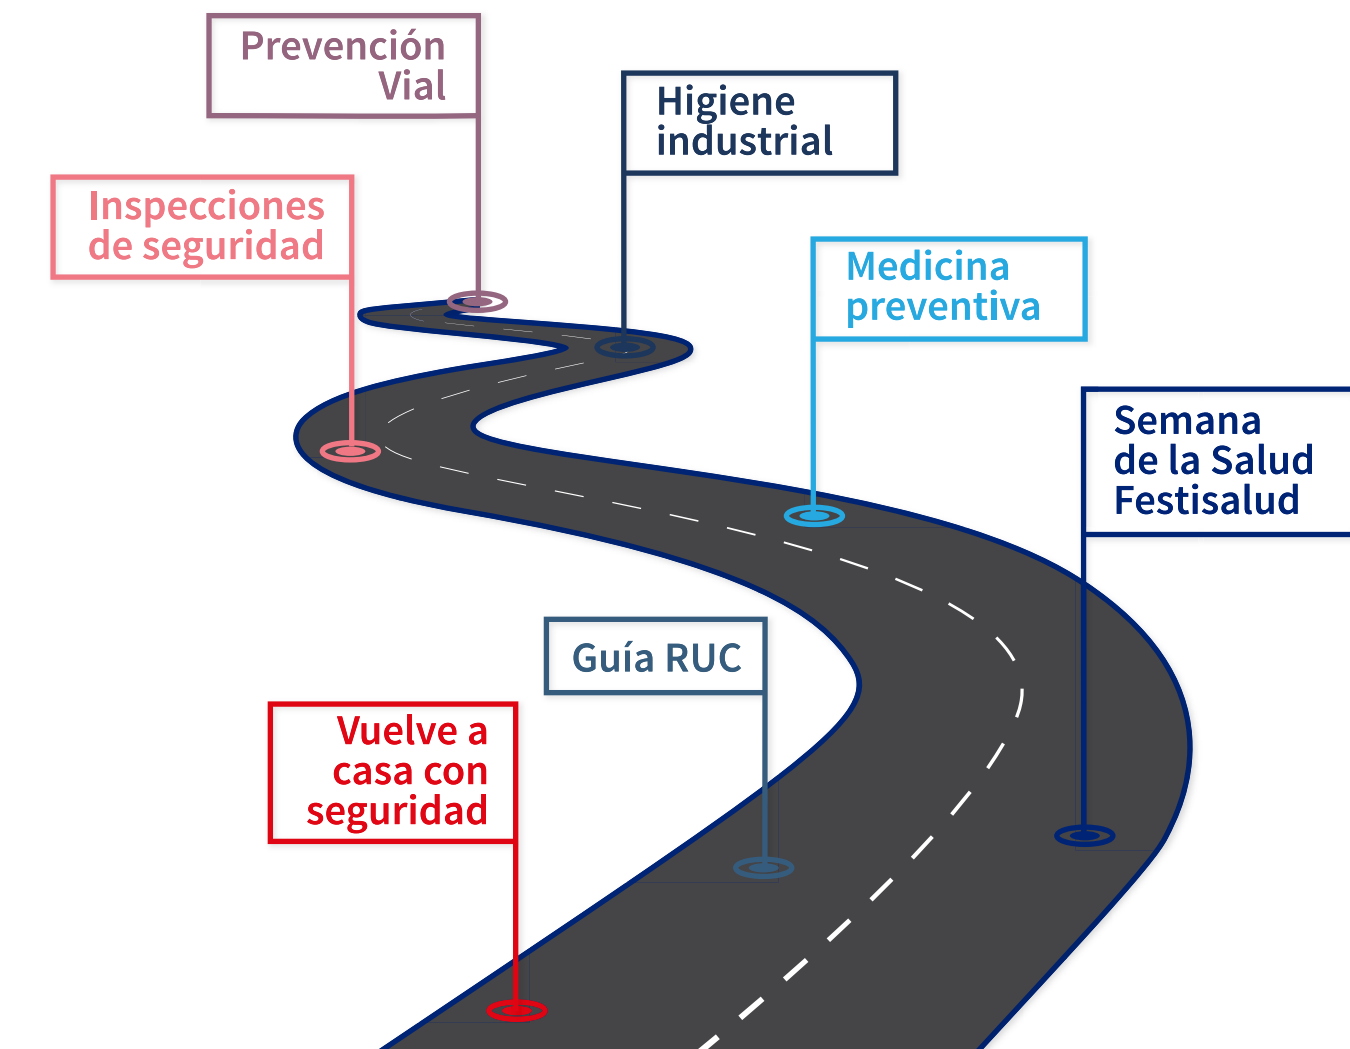 Prevención
Vial
Higiene
industrial
Inspecciones
de seguridad
Medicina
preventiva
Semana
de la Salud
Festisalud
Guía RUC
Vuelve a
casa con
seguridad